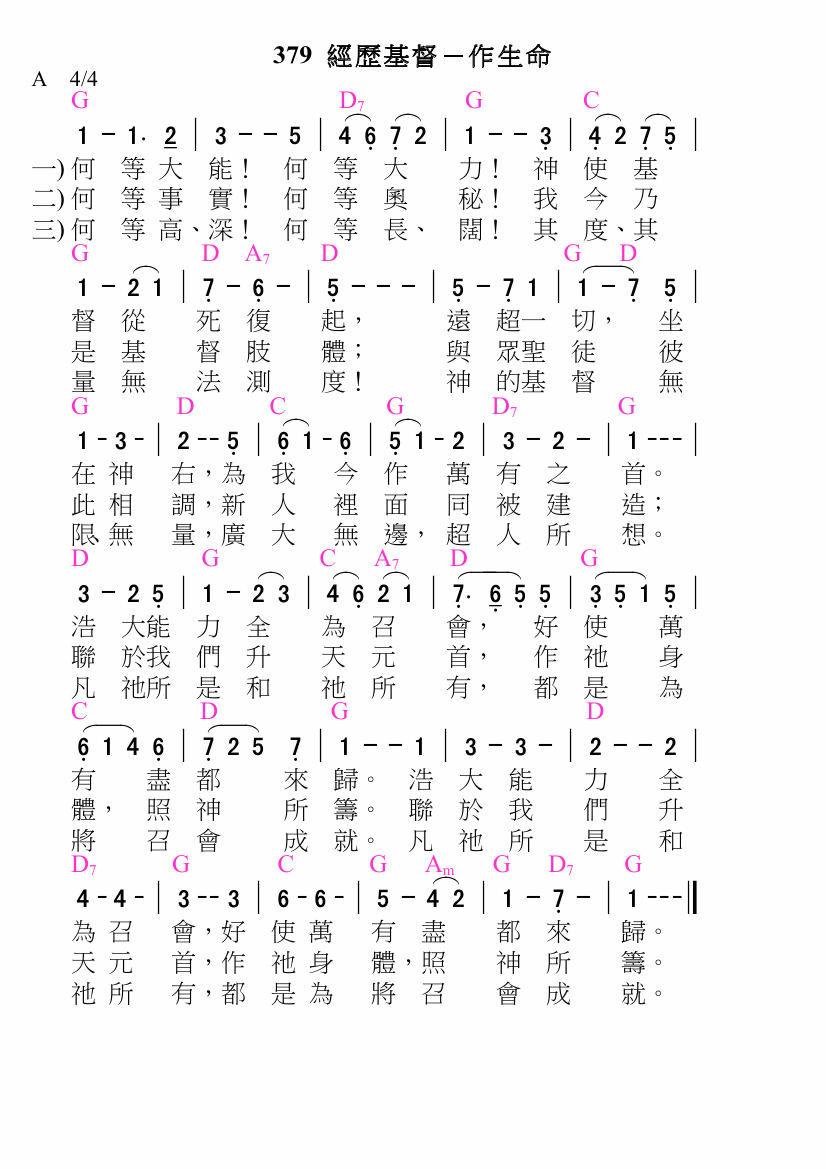 379 經歷基督－作生命
A 4/4
G D7 G C
1 - 1. 2 | 3 - - 5 | 4 6 7 2 | 1 - - 3 | 4 2 7 5 |
一) 何 等 大 能！ 何 等 大 力！ 神 使 基
二) 何 等 事 實！ 何 等 奧 秘！ 我 今 乃
三) 何 等 高、深！ 何 等 長、 闊！ 其 度、其
G D A7 D G D
1 - 2 1 | 7 - 6 - | 5 - - - | 5 - 7 1 | 1 - 7 5 |
督 從 死 復 起， 遠 超一 切， 坐
是 基 督 肢 體； 與 眾聖 徒 彼
量 無 法 測 度！ 神 的基 督 無
G D C G D7 G
1 - 3 - | 2 - - 5 | 6 1 - 6 | 5 1 - 2 | 3 - 2 - | 1 - - - |
在 神 右，為 我 今 作 萬 有 之 首。
此 相 調，新 人 裡 面 同 被 建 造；
限、無 量，廣 大 無 邊， 超 人 所 想。
D G C A7 D G
3 - 2 5 | 1 - 2 3 | 4 6 2 1 | 7. 6 5 5 | 3 5 1 5 |
浩 大能 力 全 為 召 會， 好 使 萬
聯 於我 們 升 天 元 首， 作 祂 身
凡 祂所 是 和 祂 所 有， 都 是 為
C D G D
6 1 4 6 | 7 2 5 7 | 1 - - 1 | 3 - 3 - | 2 - - 2 |
有 盡 都 來 歸。 浩 大 能 力 全
體， 照 神 所 籌。 聯 於 我 們 升
將 召 會 成 就。 凡 祂 所 是 和
D7 G C G Am G D7 G
4 - 4 - | 3 - - 3 | 6 - 6 - | 5 - 4 2 | 1 - 7 - | 1 - - - ‖
為 召 會，好 使 萬 有 盡 都 來 歸。
天 元 首，作 祂 身 體，照 神 所 籌。
祂 所 有，都 是 為 將 召 會 成 就。